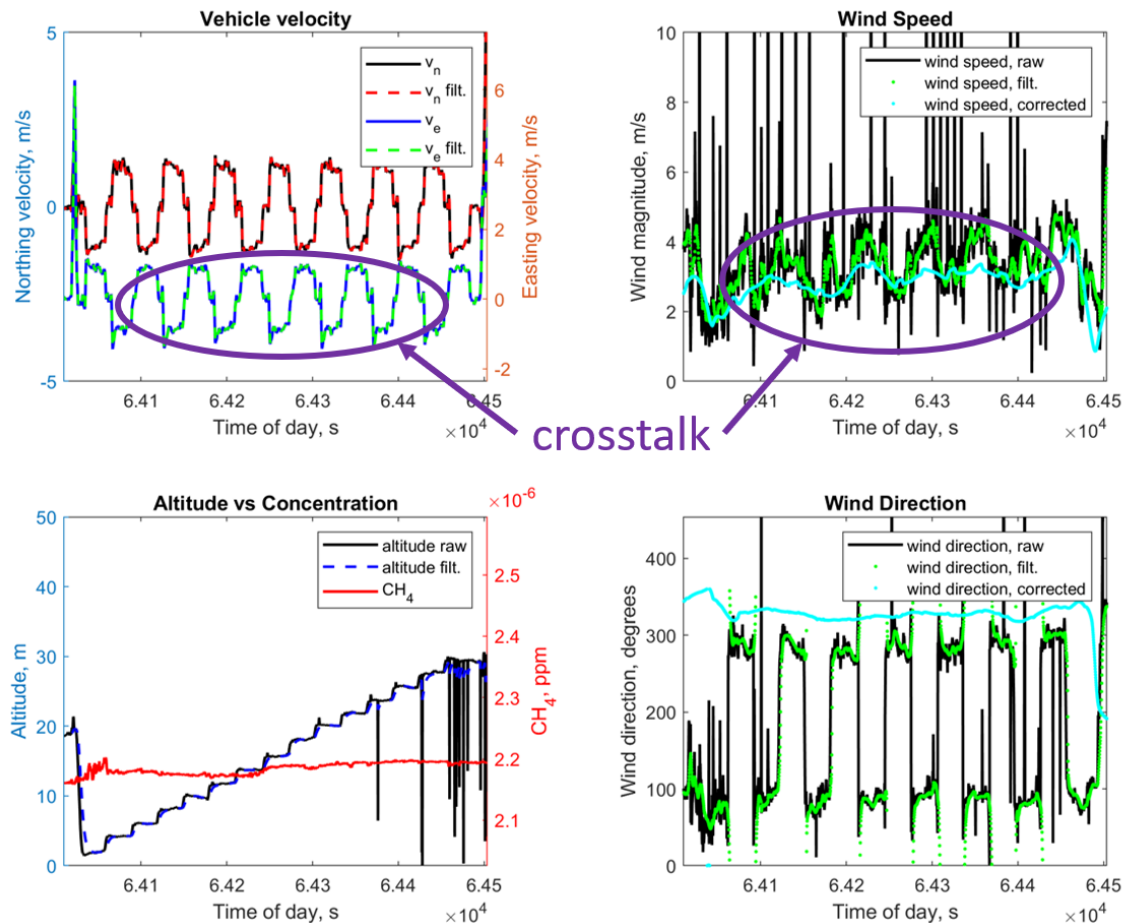 Vehicle velocity
5
0
-5
Northing velocity, m/s
6
4
2
0
-2
Easting velocity, m/s
v_n
v_n filt.
v_e
v_e filt.
6.41
6.42
6.43
6.44
6.45
Time of day, s
×10^4
Wind Speed
10
8
6
4
2
0
Wind magnitude, m/s
wind speed, raw
wind speed, filt.
wind speed, corrected
6.41
6.42
6.43
6.44
6.45
Time of day, s
×10^4
crosstalk
Altitude vs Concentration
50
40
30
20
10
0
Altitude, m
×10^-6
2.5
2.4
2.3
2.2
2.1
CH_4, ppm
altitude raw
altitude filt.
CH_4
6.41
6.42
6.43
6.44
6.45
Time of day, s
×10^4
Wind Direction
400
300
200
100
0
Wind direction, degrees
wind direction, raw
wind direction, filt.
wind direction, corrected
6.41
6.42
6.43
6.44
6.45
Time of day, s
×10^4